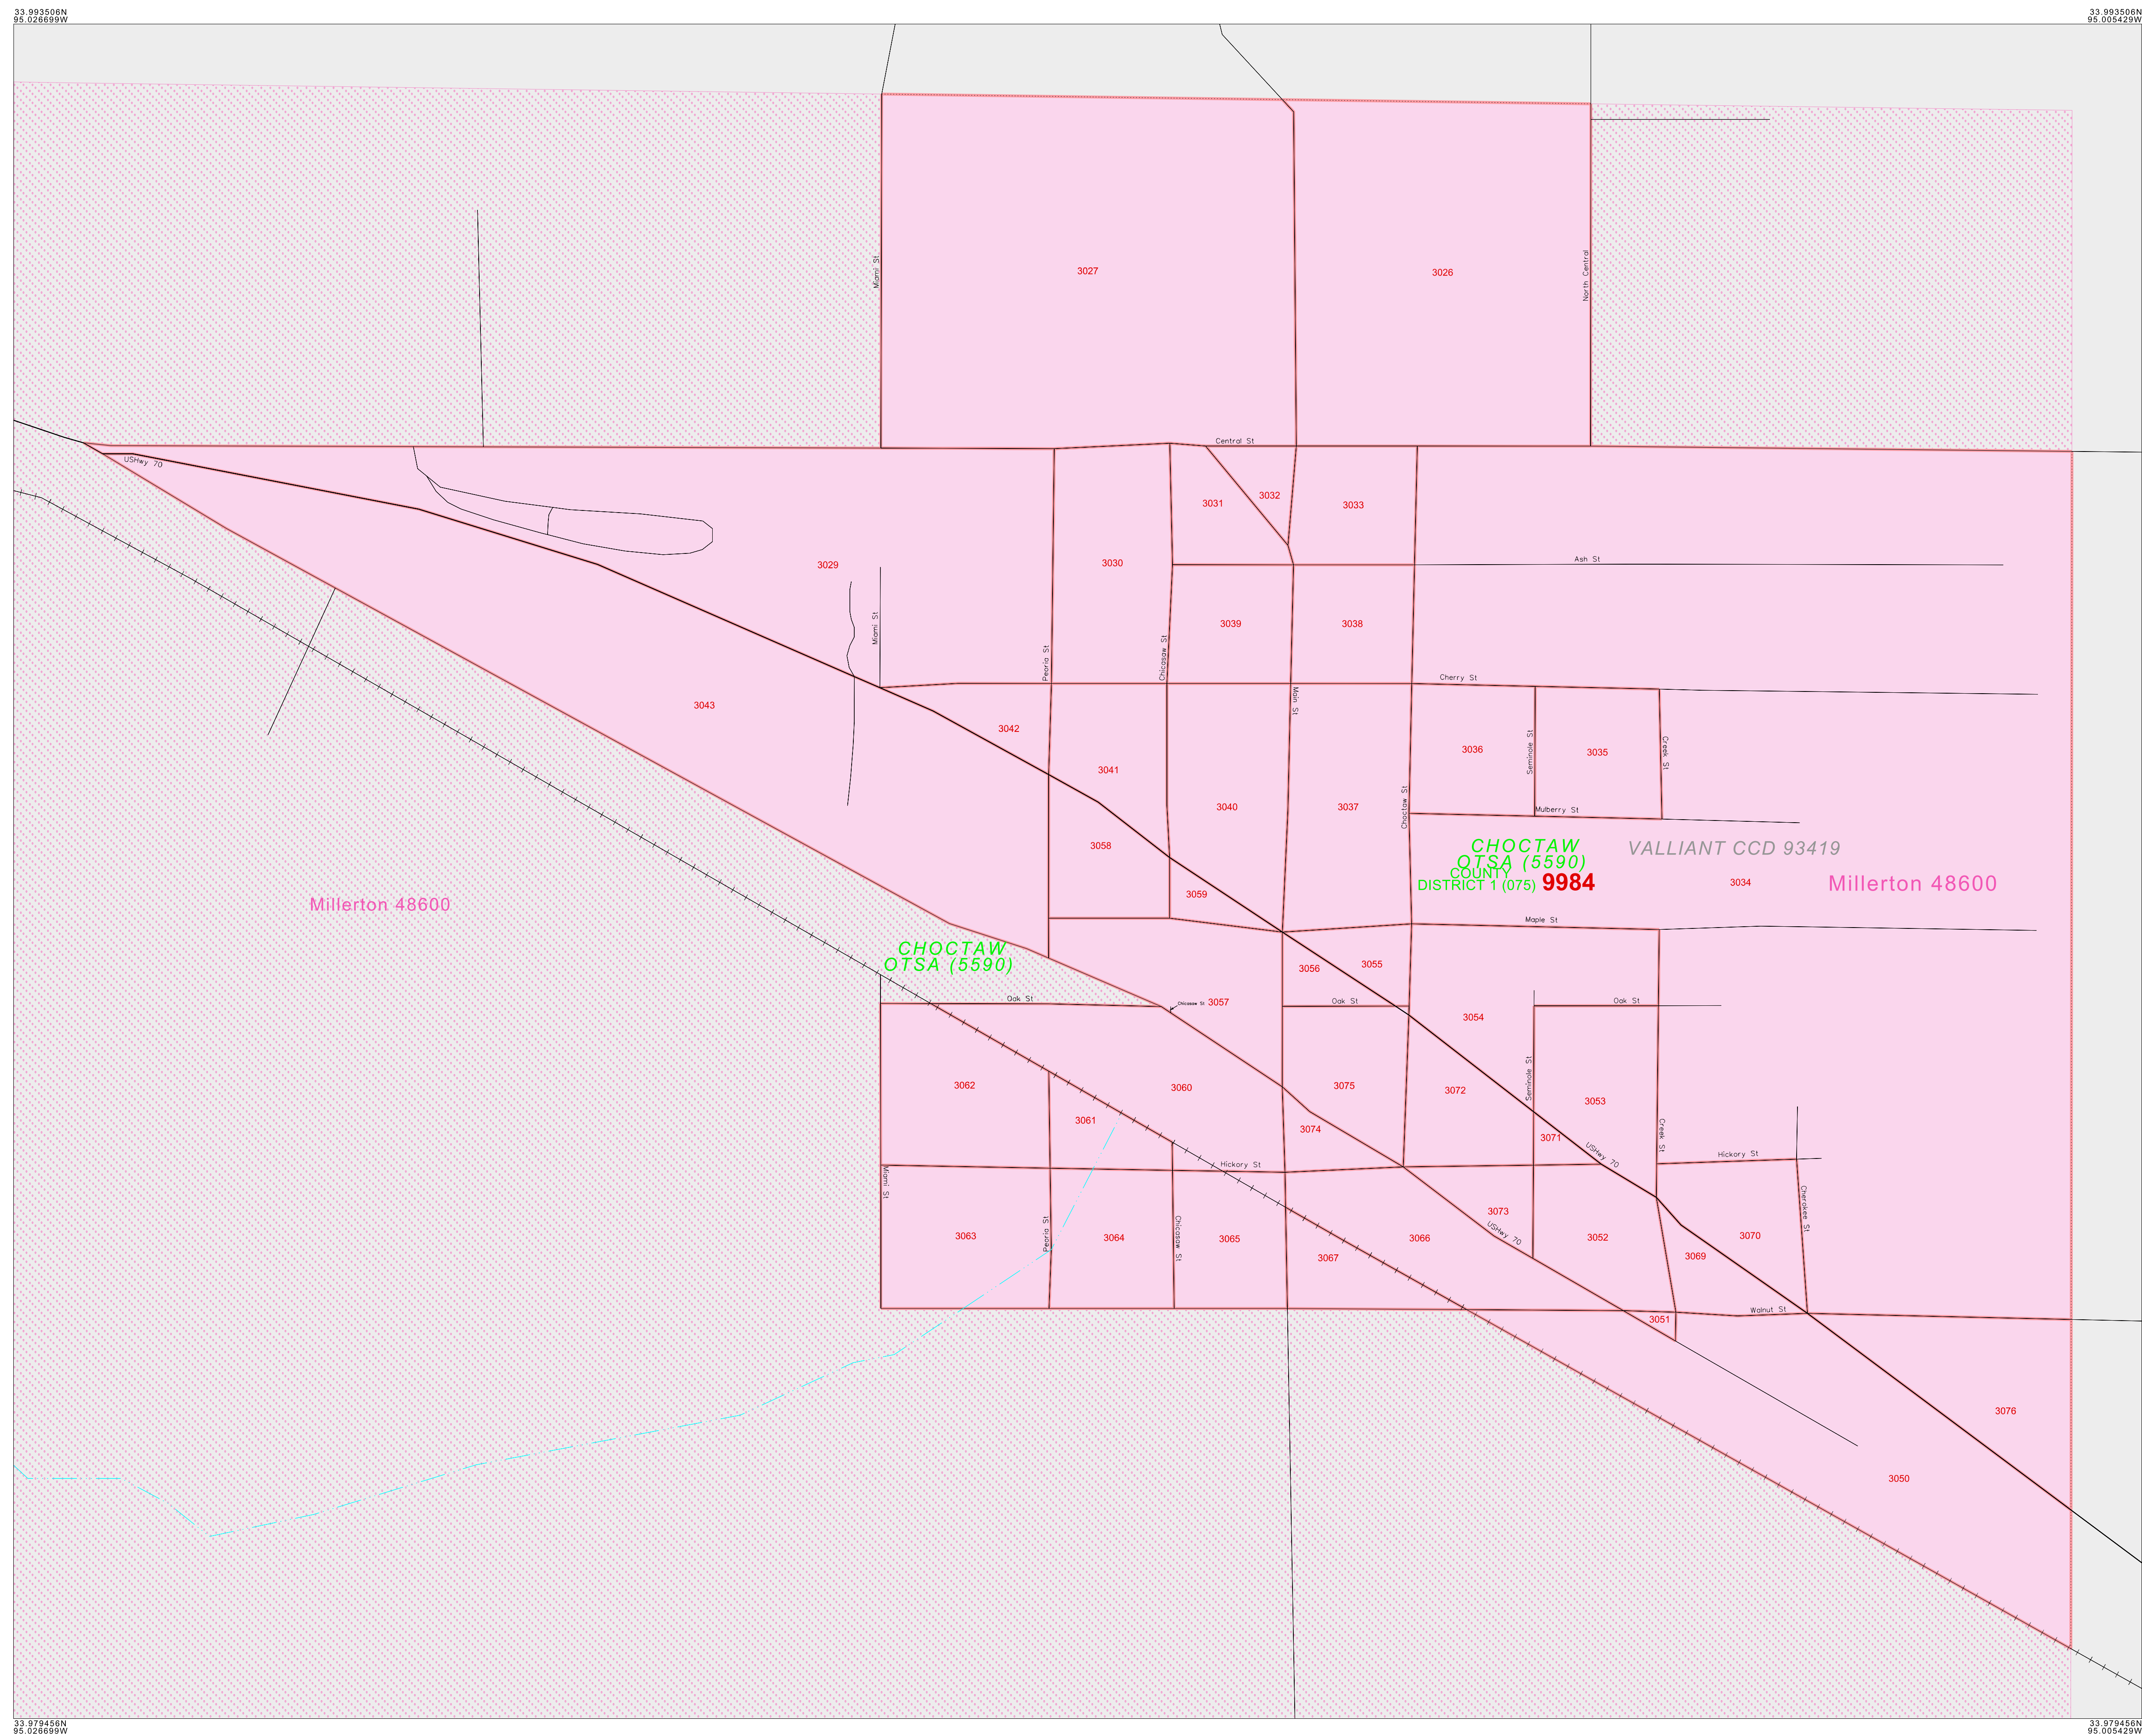 33.993506N
95.026699W
33.993506N
95.005429W
Miami St
3027
3026
North Central
Central St
USHwy 70
3031
3032
3033
3029
3030
Ash St
Miami St
Peoria St
Chicasaw St
3039
3038
Cherry St
Main St
3043
3042
3041
3036
Seminole St
3035
Creek St
3040
3037
Choctaw St
Mulberry St
3058
CHOCTAW
OTSA (5590)
COUNTY
DISTRICT 1 (075)
9984
VALLIANT CCD 93419
3034
Millerton 48600
3059
Millerton 48600
Maple St
CHOCTAW
OTSA (5590)
3056
3055
Oak St
Chicasaw St
3057
Oak St
3054
Oak St
3062
3061
3060
3075
3072
Seminole St
3053
3074
3071
USHwy 70
Creek St
Hickory St
Hickory St
Miami St
Cherokee St
3063
Peoria St
3064
Chicasaw St
3065
3067
3066
3073
USHwy 70
3052
3069
3070
Walnut St
3051
3076
3050
33.979456N
95.026699W
33.979456N
95.005429W